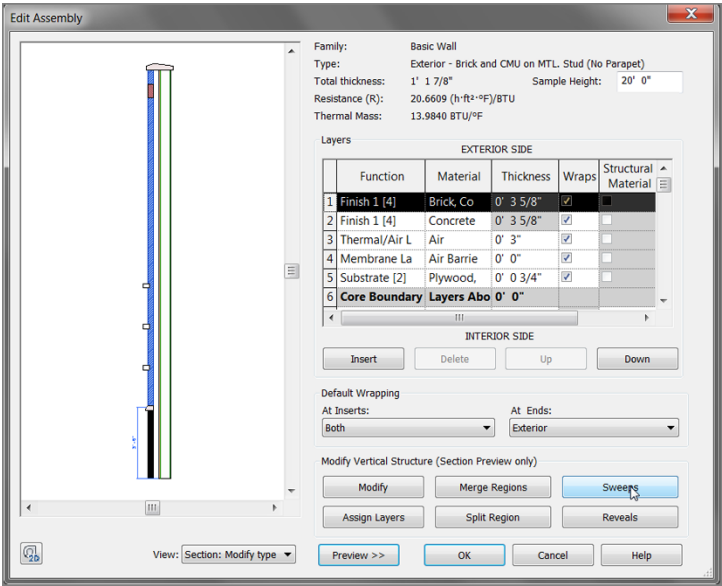 Edit Assembly
Family: Basic Wall
Type: Exterior - Brick and CMU on MTL. Stud (No Parapet)
Total thickness: 1' 1 7/8" Sample Height: 20' 0"
Resistance (R): 20.6609 (h·ft²·°F)/BTU
Thermal Mass: 13.9840 BTU/°F
Layers
EXTERIOR SIDE
Function Material Thickness Wraps Structural Material
1 Finish 1 [4] Brick, Co 0' 3 5/8"
2 Finish 1 [4] Concrete 0' 3 5/8"
3 Thermal/Air L Air 0' 3"
4 Membrane La Air Barrie 0' 0"
5 Substrate [2] Plywood, 0' 0 3/4"
6 Core Boundary Layers Abo 0' 0"
INTERIOR SIDE
Insert Delete Up Down
Default Wrapping
At Inserts: At Ends:
Both Exterior
Modify Vertical Structure (Section Preview only)
Modify Merge Regions Sweeps
Assign Layers Split Region Reveals
View: Section: Modify type Preview >> OK Cancel Help